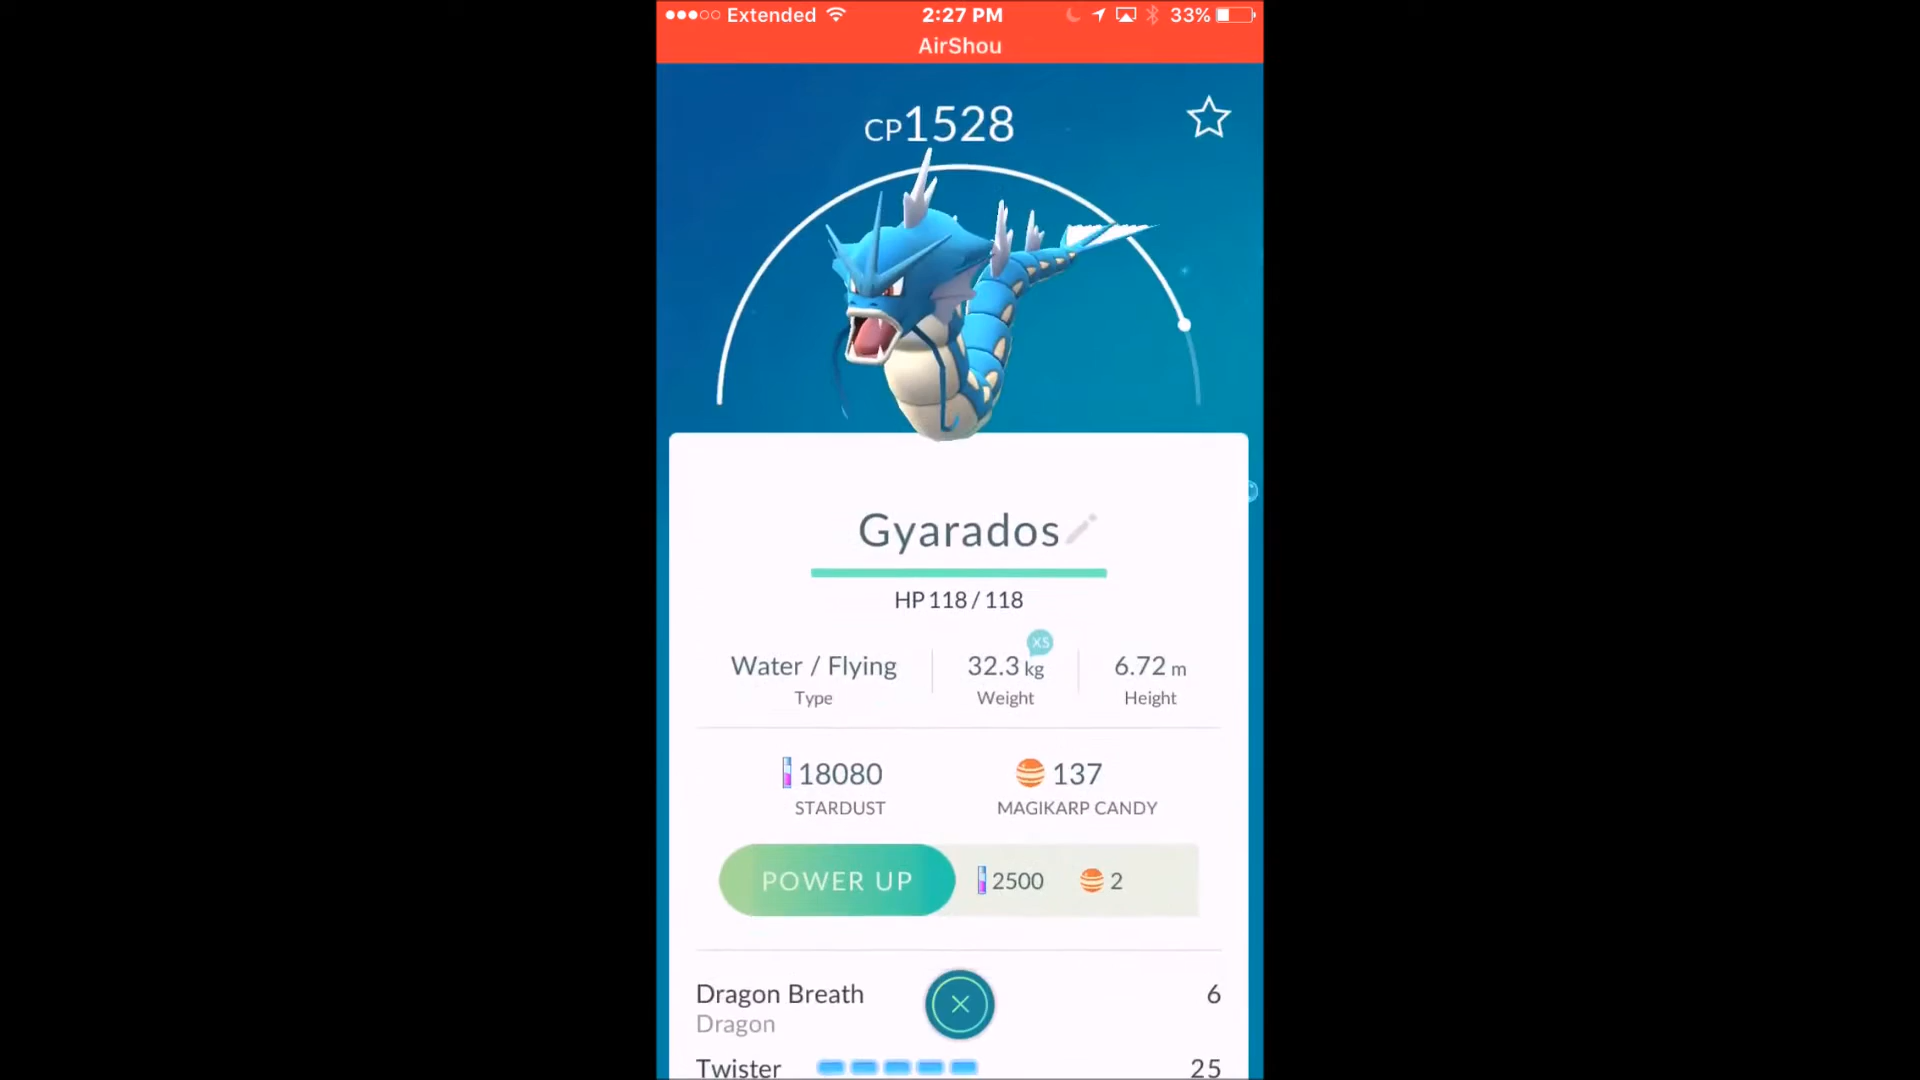 Extended 2:27 PM 33%
AirShou
CP1528
Gyarados
HP 118 / 118
XS
Water / Flying 32.3 kg 6.72 m
Type Weight Height
18080 137
STARDUST MAGIKARP CANDY
POWER UP 2500 2
Dragon Breath 6
Dragon
Twister 25